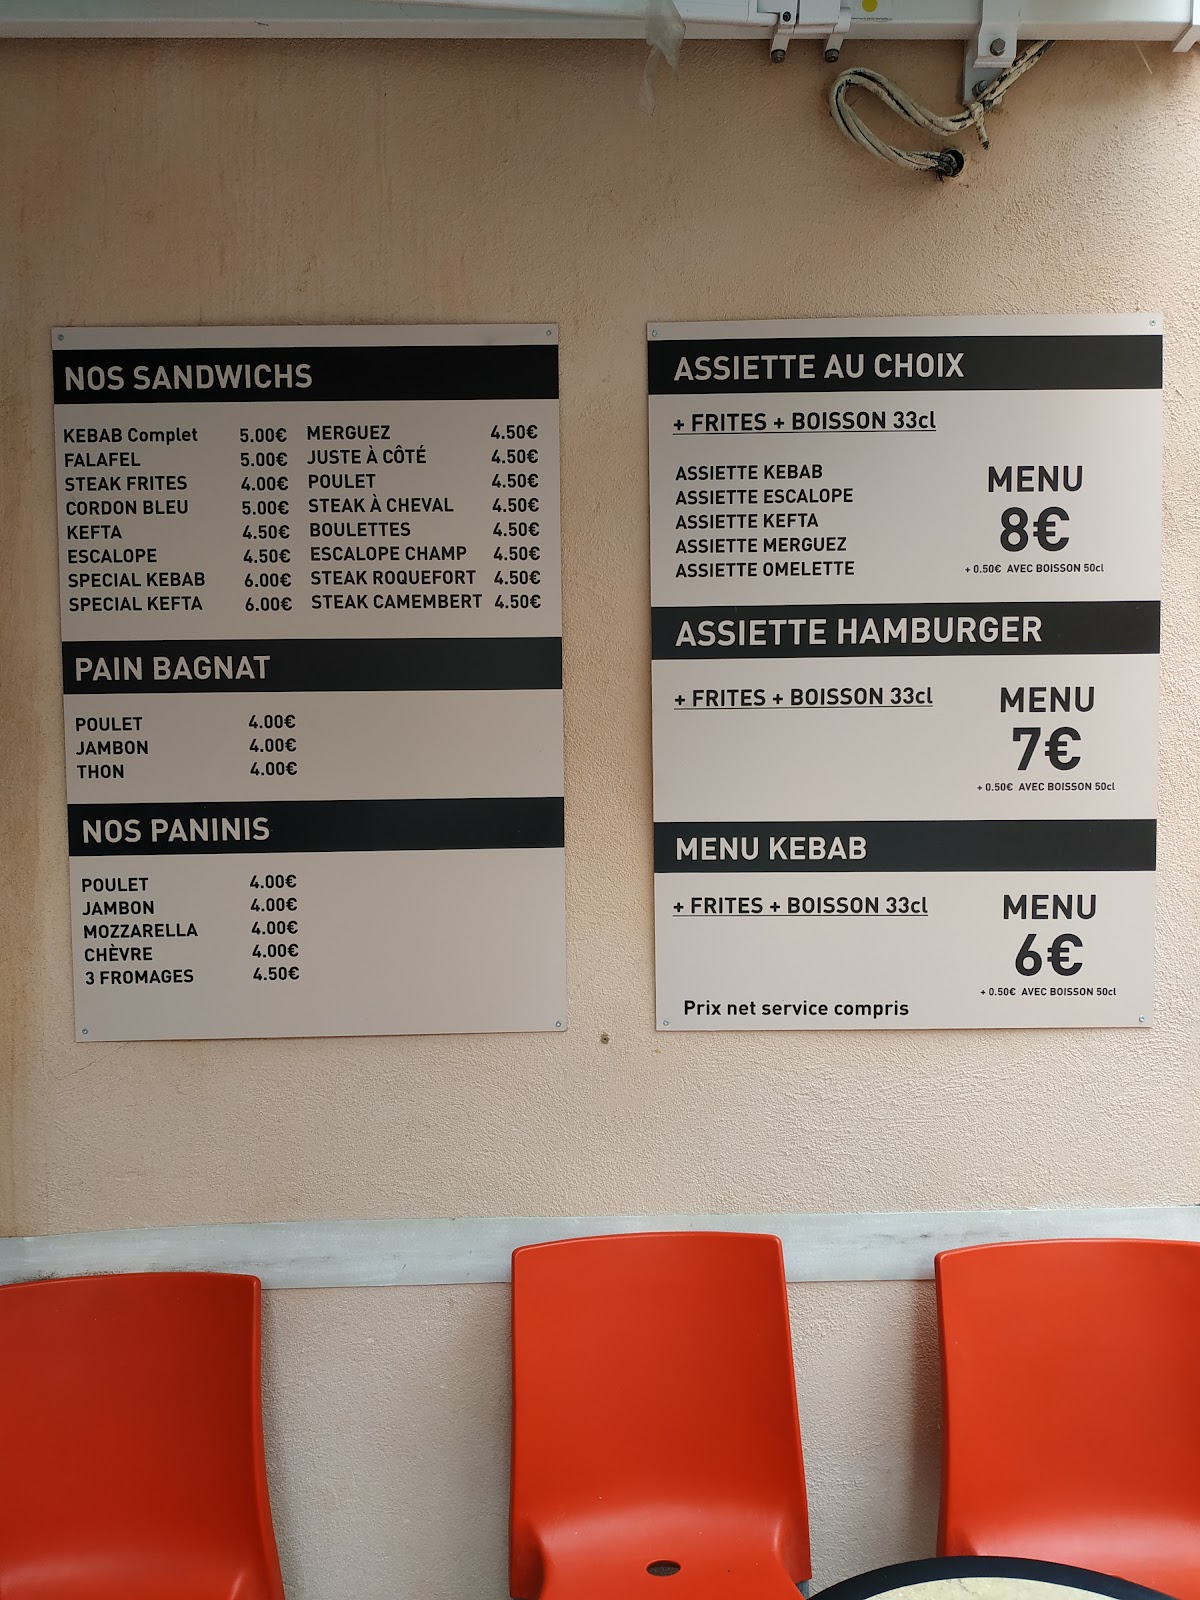 NOS SANDWICHS
KEBAB Complet 5.00€ MERGUEZ 4.50€
FALAFEL 5.00€ JUSTE À CÔTÉ 4.50€
STEAK FRITES 4.00€ POULET 4.50€
CORDON BLEU 5.00€ STEAK À CHEVAL 4.50€
KEFTA 4.50€ BOULETTES 4.50€
ESCALOPE 4.50€ ESCALOPE CHAMP 4.50€
SPECIAL KEBAB 6.00€ STEAK ROQUEFORT 4.50€
SPECIAL KEFTA 6.00€ STEAK CAMEMBERT 4.50€
PAIN BAGNAT
POULET 4.00€
JAMBON 4.00€
THON 4.00€
NOS PANINIS
POULET 4.00€
JAMBON 4.00€
MOZZARELLA 4.00€
CHÈVRE 4.00€
3 FROMAGES 4.50€
ASSIETTE AU CHOIX
+ FRITES + BOISSON 33cl
ASSIETTE KEBAB
ASSIETTE ESCALOPE
ASSIETTE KEFTA
ASSIETTE MERGUEZ
ASSIETTE OMELETTE
MENU
8€
+ 0.50€ AVEC BOISSON 50cl
ASSIETTE HAMBURGER
+ FRITES + BOISSON 33cl
MENU
7€
+ 0.50€ AVEC BOISSON 50cl
MENU KEBAB
+ FRITES + BOISSON 33cl
MENU
6€
+ 0.50€ AVEC BOISSON 50cl
Prix net service compris